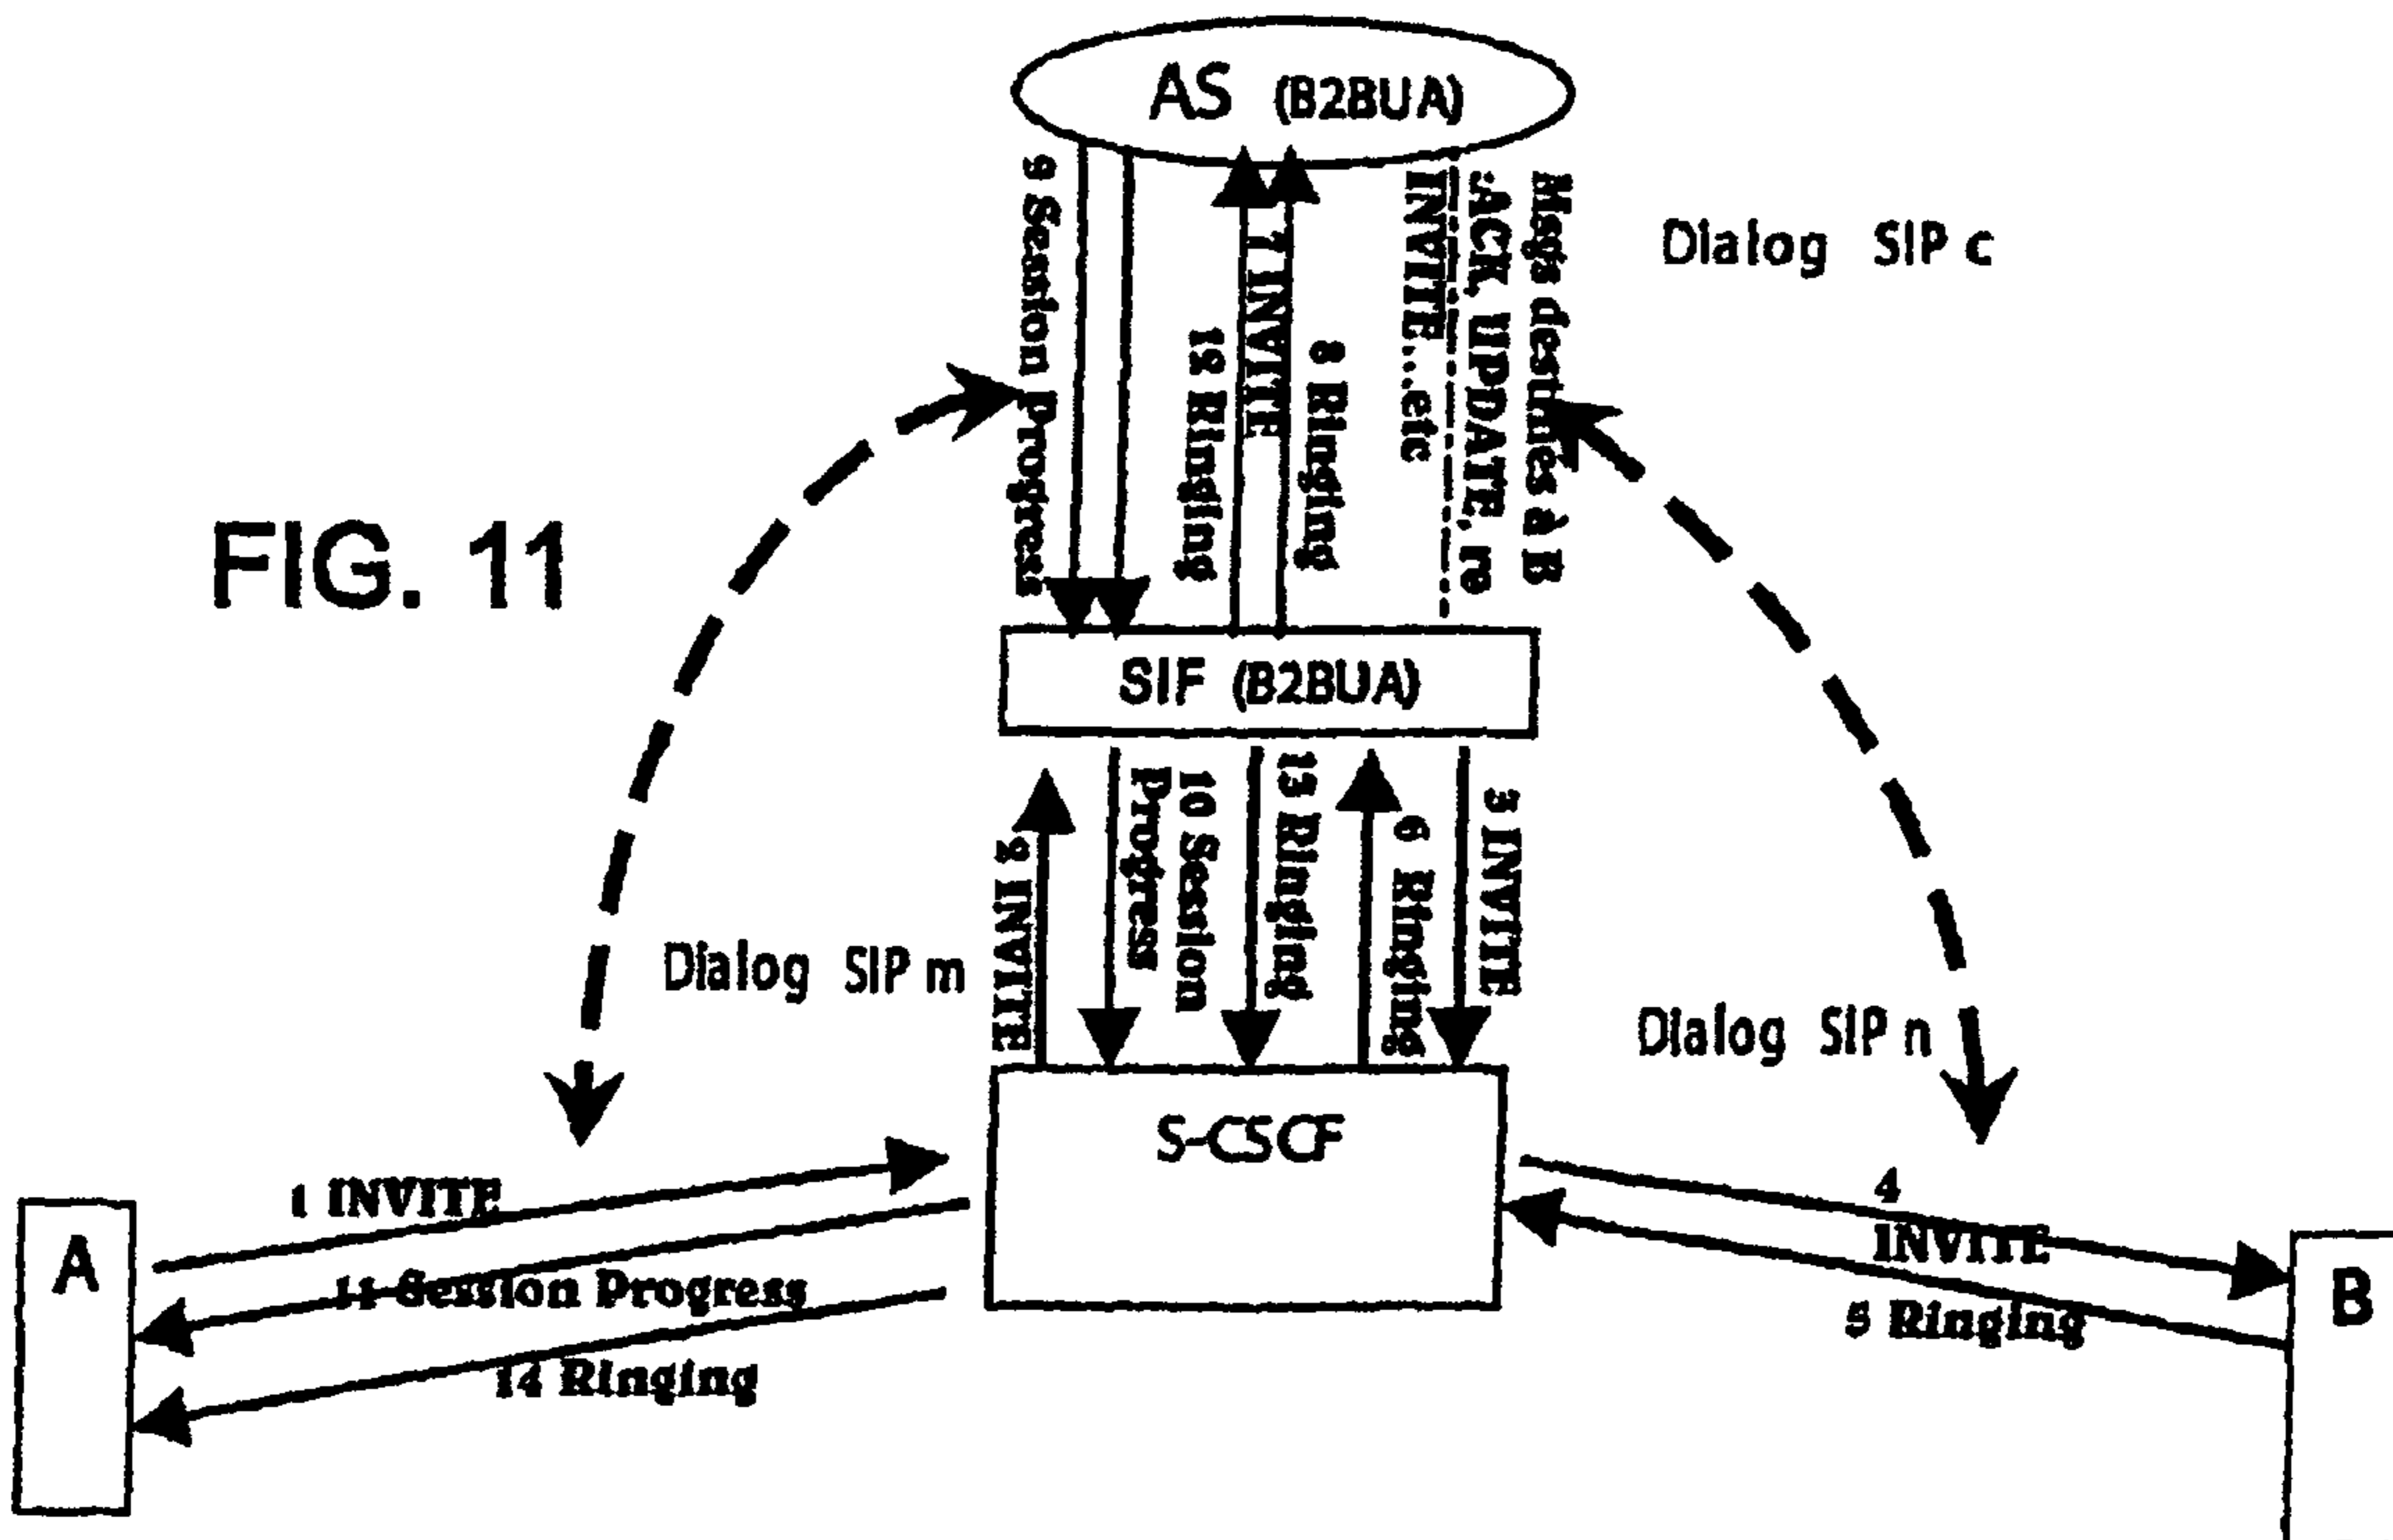 AS (B2BUA)
9 Session Progress
12 Ringing
7 INVITE
8 Ringing
Msgs destines à B
:ACK, UPDATE, re
INVITE...etc
Dialog SIP c
FIG. 11
SIF (B2BUA)
2 INVITE
10 Session
Progress
13 Ringing
6 Ringing
3 INVITE
Dialog SIP m
Dialog SIP n
S-CSCF
1 INVITE
4
INVITE
A
11 Session Progress
5 Ringing
B
14 Ringing